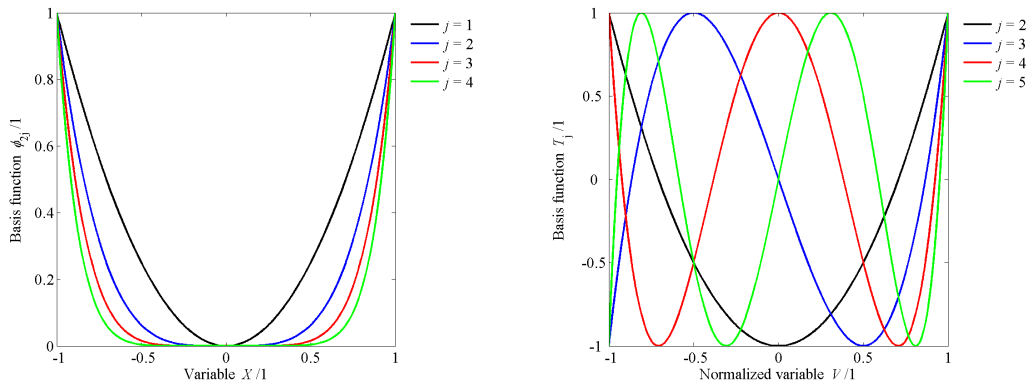 j = 1
j = 2
j = 3
j = 4
1
0.8
0.6
0.4
0.2
0
-1
-0.5
0
0.5
1
Basis function ϕ2j /1
Variable X /1
j = 2
j = 3
j = 4
j = 5
1
0.5
0
-0.5
-1
-1
-0.5
0
0.5
1
Basis function Tj /1
Normalized variable V /1